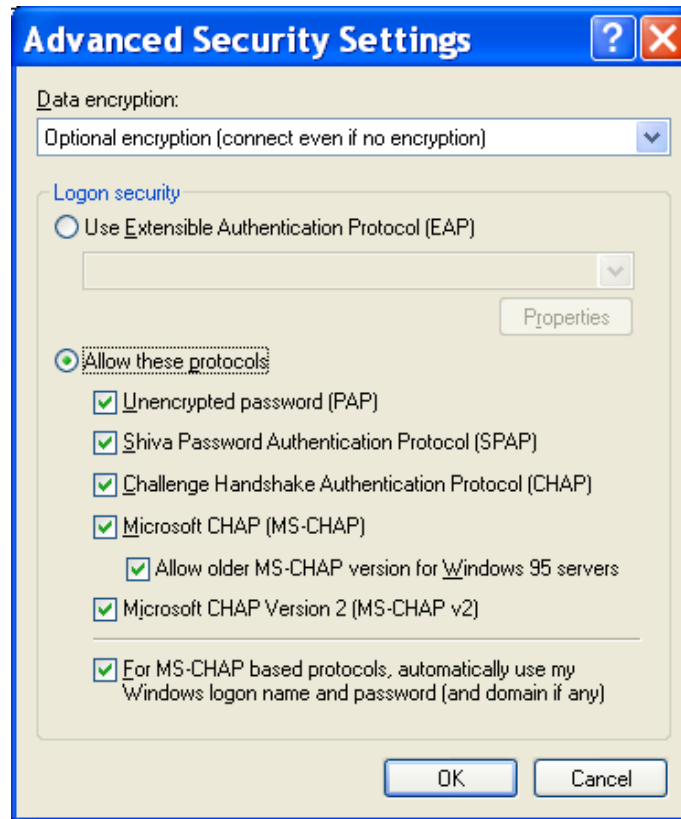 Advanced Security Settings
Data encryption:
Optional encryption (connect even if no encryption)
Logon security
Use Extensible Authentication Protocol (EAP)
Properties
Allow these protocols
Unencrypted password (PAP)
Shiva Password Authentication Protocol (SPAP)
Challenge Handshake Authentication Protocol (CHAP)
Microsoft CHAP (MS-CHAP)
Allow older MS-CHAP version for Windows 95 servers
Microsoft CHAP Version 2 (MS-CHAP v2)
For MS-CHAP based protocols, automatically use my
Windows logon name and password (and domain if any)
OK Cancel